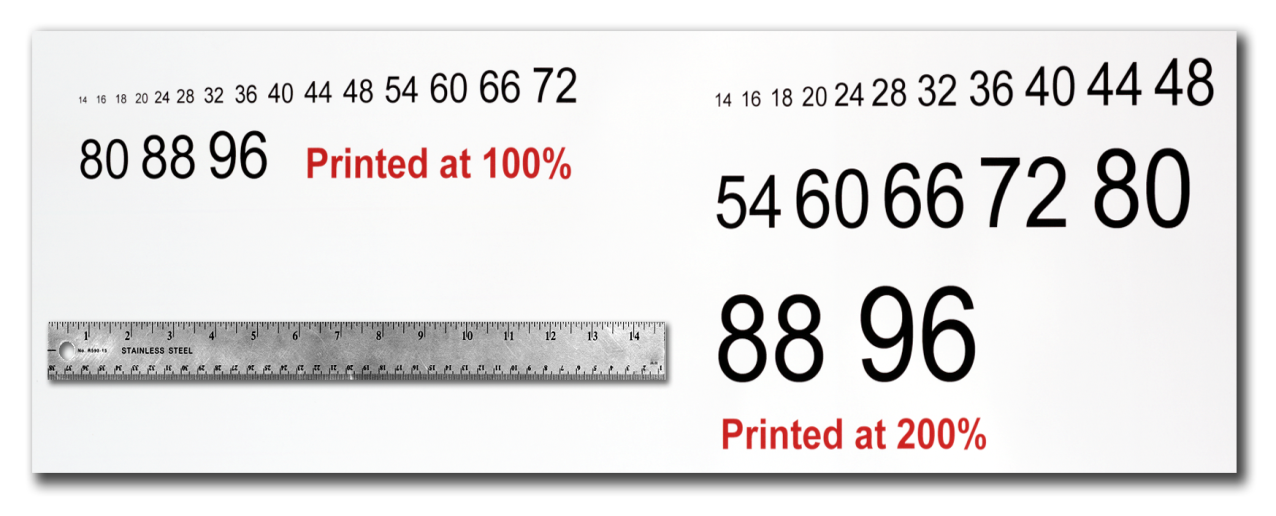 14 16 18 20 24 28 32 36 40 44 48 54 60 66 72
80 88 96 Printed at 100%
1 2 3 4 5 6 7 8 9 10 11 12 13 14
STAINLESS STEEL
14 16 18 20 24 28 32 36 40 44 48
54 60 66 72 80
88 96
Printed at 200%